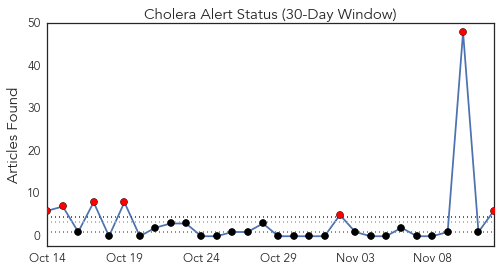 Cholera Alert Status (30-Day Window)
Articles Found
50
40
30
20
10
0
Oct 14 Oct 19 Oct 24 Oct 29 Nov 03 Nov 08